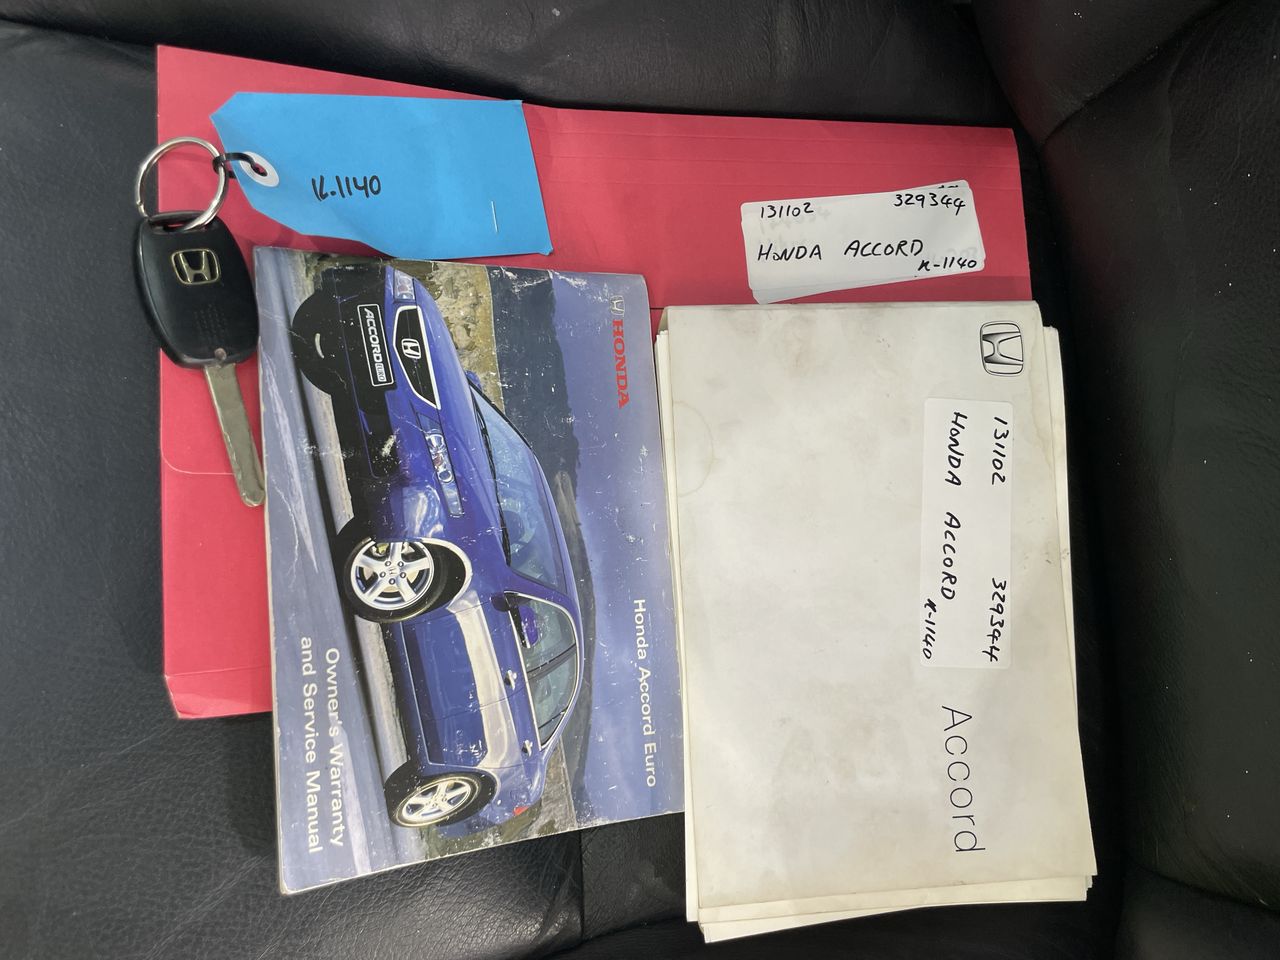 K-1140
131102 329344
HONDA ACCORD
K-1140
HONDA
ACCORD EURO
Honda Accord Euro
Owner's Warranty
and Service Manual
131102 329344
HONDA ACCORD
K-1140
Accord